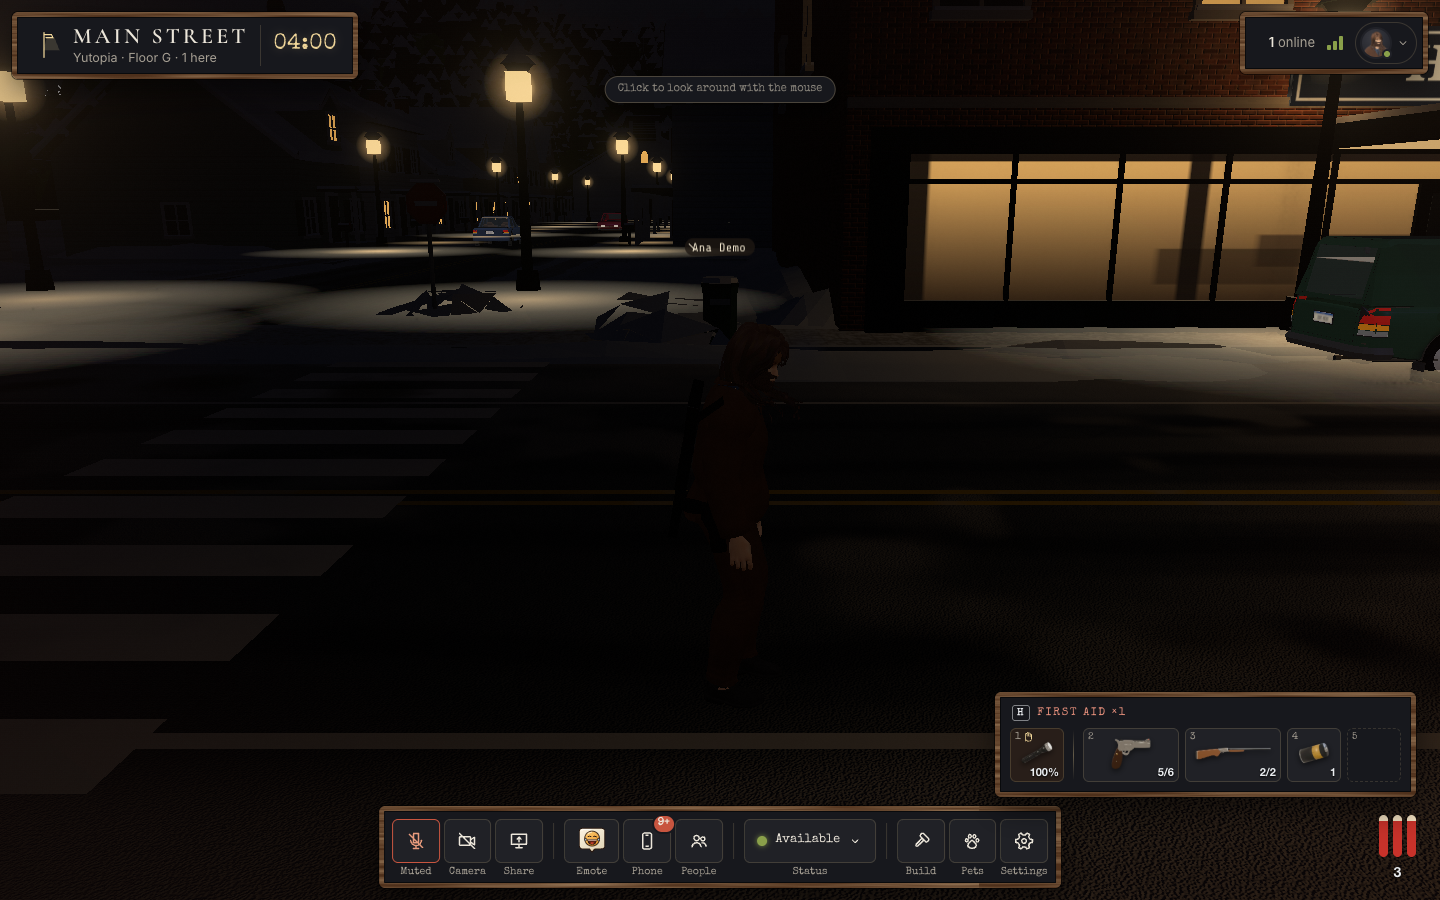 MAIN STREET
Yutopia · Floor G · 1 here
04:00
Click to look around with the mouse
1 online
H
Ana Demo
H FIRST AID ×1
1
100%
2
5/6
3
2/2
4
1
5
9+
Available
Muted
Camera
Share
Emote
Phone
People
Status
Build
Pets
Settings
3